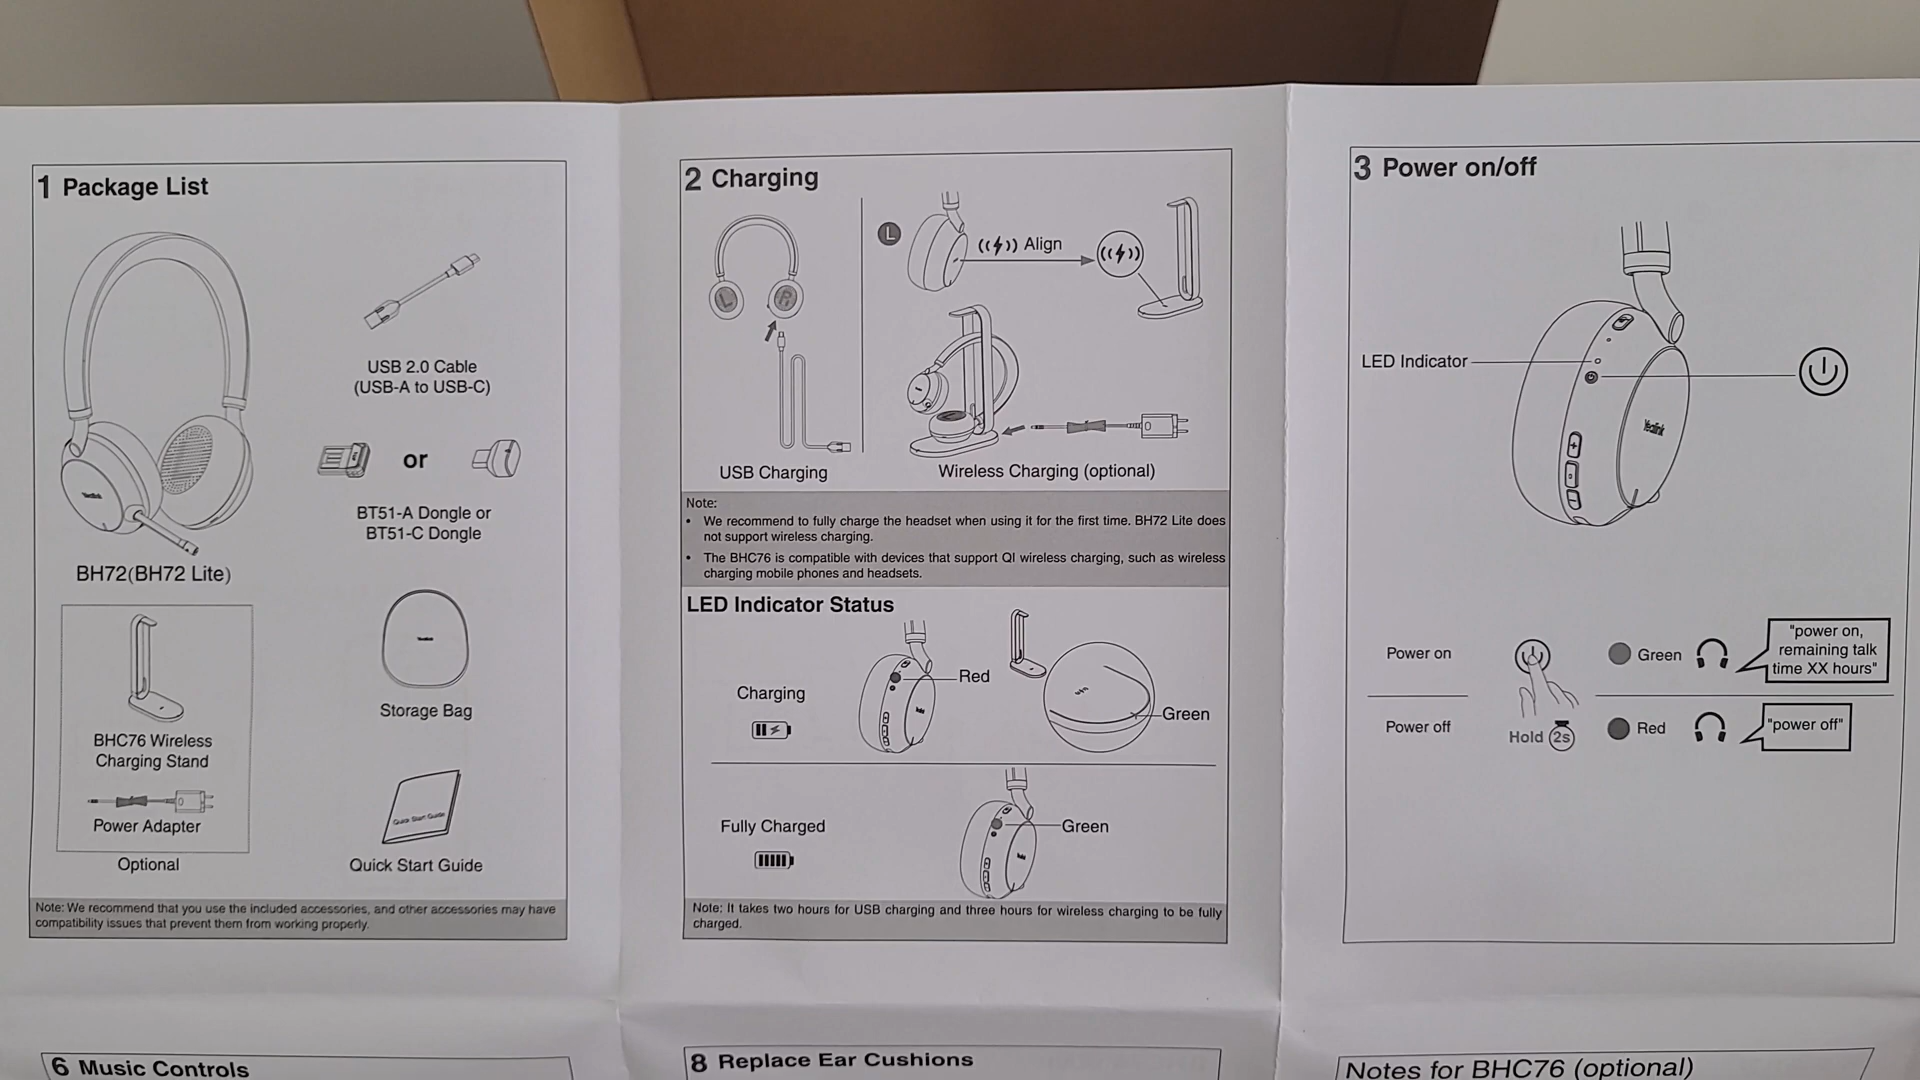 1 Package List
USB 2.0 Cable
(USB-A to USB-C)
or
BT51-A Dongle or
BT51-C Dongle
Yealink
BH72(BH72 Lite)
Yealink
Storage Bag
BHC76 Wireless
Charging Stand
Power Adapter
Optional
Quick Start Guide
Quick Start Guide
Note: We recommend that you use the included accessories, and other accessories may have
compatibility issues that prevent them from working properly.
2 Charging
L
Align
L
R
USB Charging
Wireless Charging (optional)
Note:
• We recommend to fully charge the headset when using it for the first time. BH72 Lite does
not support wireless charging.
• The BHC76 is compatible with devices that support QI wireless charging, such as wireless
charging mobile phones and headsets.
LED Indicator Status
Charging
Red
Green
Fully Charged
Green
Note: It takes two hours for USB charging and three hours for wireless charging to be fully
charged.
3 Power on/off
LED Indicator
Yealink
Power on
Green
"power on,
remaining talk
time XX hours"
Power off
Hold 2s
Red
"power off"
6 Music Controls
8 Replace Ear Cushions
Notes for BHC76 (optional)